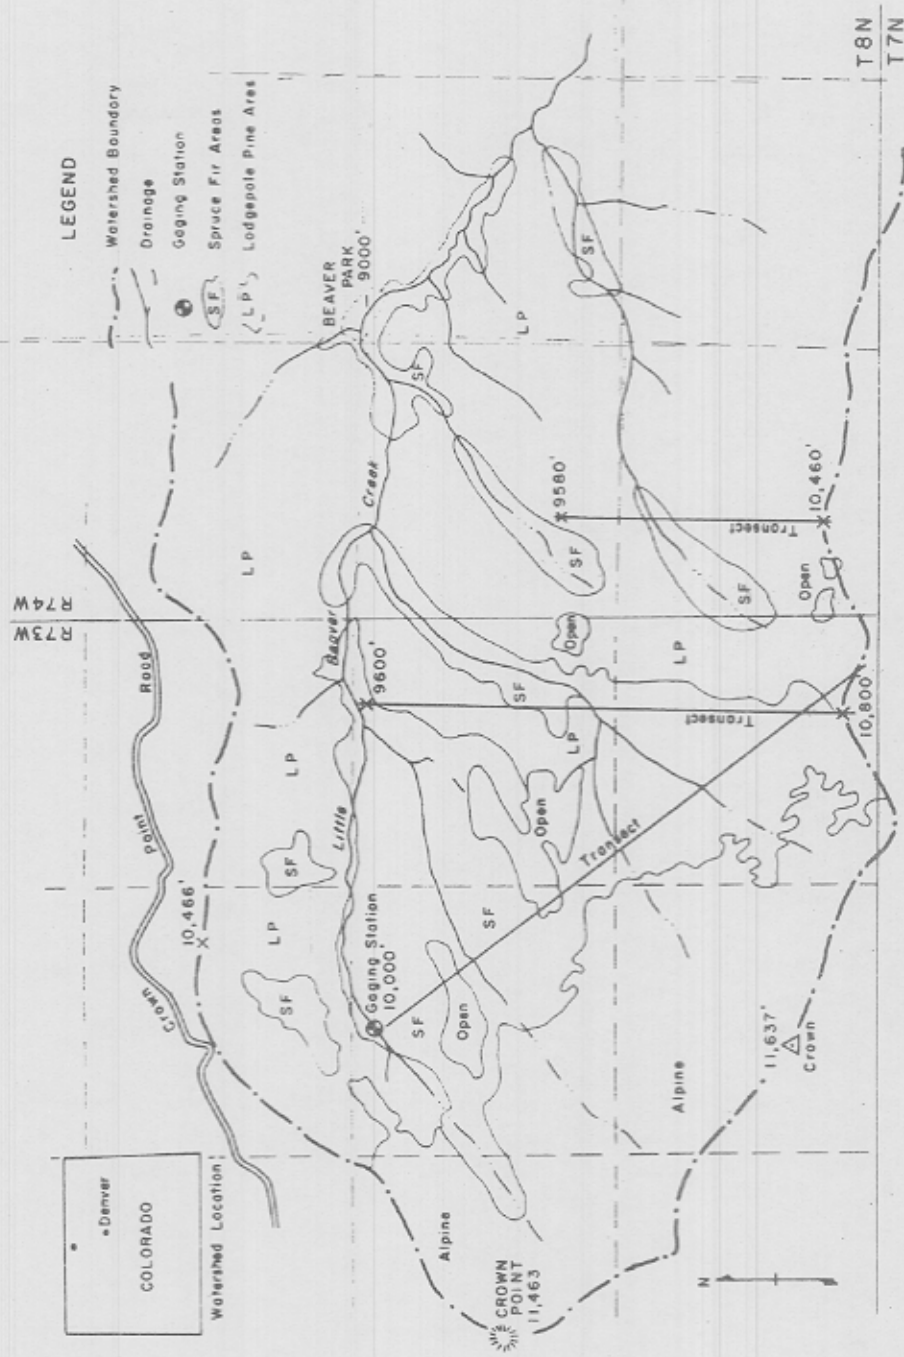 COLORADO
Denver
Watershed Location
Crown
Point
Road
R73W
R74W
LEGEND
Watershed Boundary
Drainage
Gaging Station
SF
Spruce Fir Areas
LP
Lodgepole Pine Area
10,466'
BEAVER
PARK
9000'
LP
LP
LP
SF
SF
Little
Beaver
Creek
Gaging Station
10,000'
9600'
SF
Open
SF
SF
LP
Open
SF
LP
Open
SF
9580'
SF
LP
SF
Alpine
Alpine
Transect
Transect
Transect
Open
SF
CROWN
POINT
11,463
11,637'
Crown
10,800'
10,460'
N
T8N
T7N